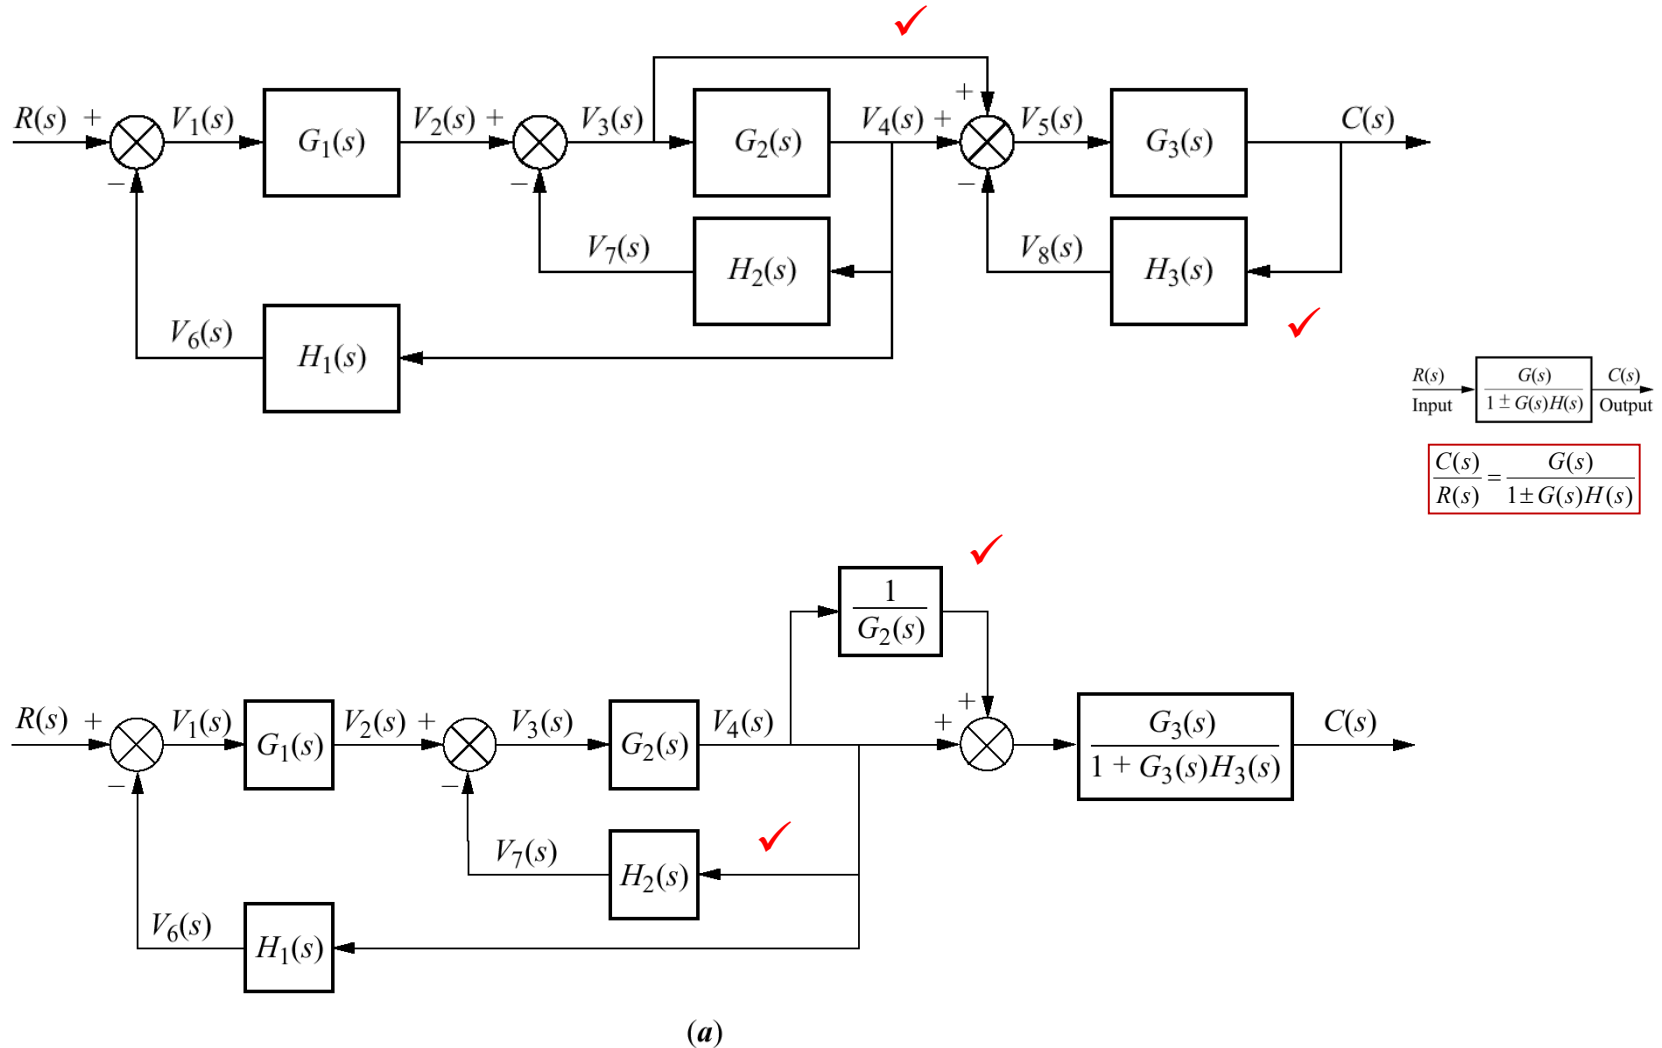 R(s) + V₁(s) G₁(s) V₂(s) + V₃(s) G₂(s) V₄(s) + + V₅(s) G₃(s) C(s)
− − −
V₇(s) H₂(s) V₈(s) H₃(s)
V₆(s) H₁(s)
R(s) G(s) C(s)
Input 1 ± G(s)H(s) Output
C(s)/R(s) = G(s)/1 ± G(s)H(s)
1/G₂(s)
R(s) + V₁(s) G₁(s) V₂(s) + V₃(s) G₂(s) V₄(s) + + G₃(s)/1 + G₃(s)H₃(s) C(s)
− −
V₇(s) H₂(s)
V₆(s) H₁(s)
(a)